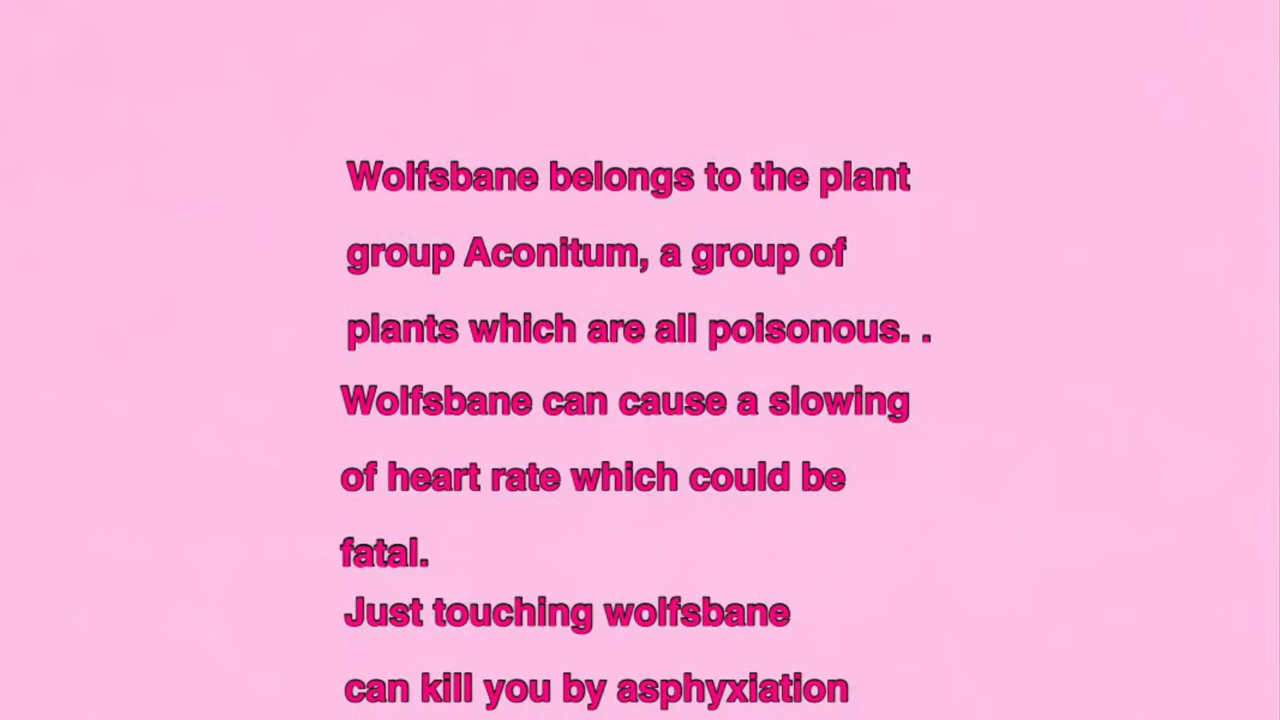 Wolfsbane belongs to the plant
group Aconitum, a group of
plants which are all poisonous. .
Wolfsbane can cause a slowing
of heart rate which could be
fatal.
Just touching wolfsbane
can kill you by asphyxiation